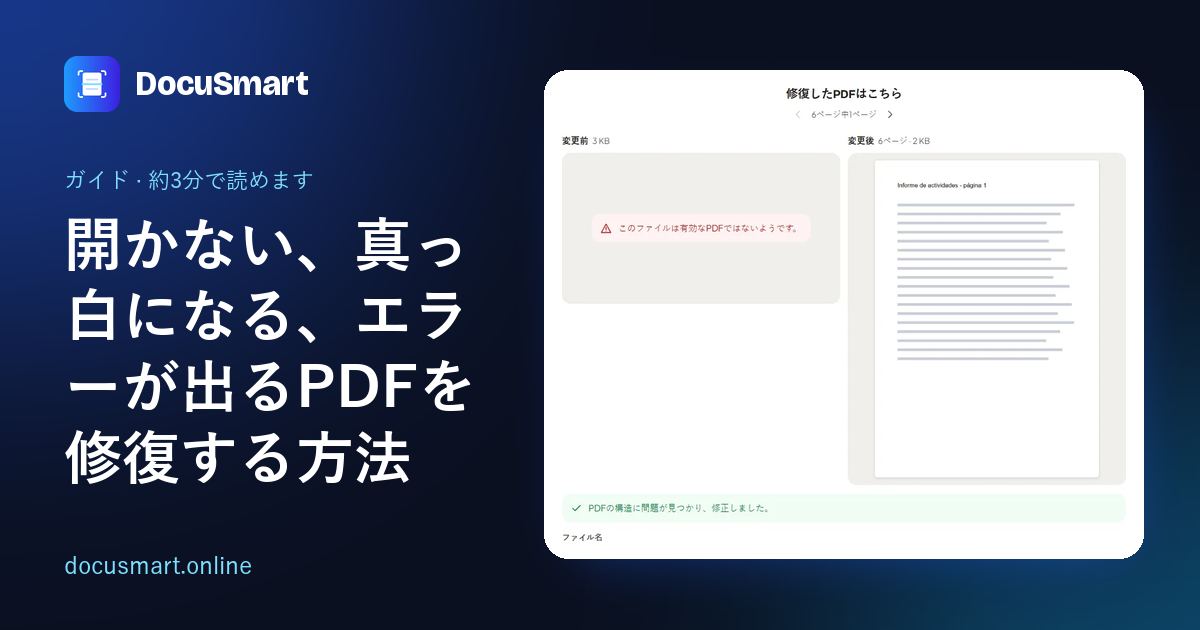 DocuSmart
ガイド · 約3分で読めます
開かない、真っ
白になる、エラ
ーが出るPDFを
修復する方法
docusmart.online
修復したPDFはこちら
6ページ中1ページ
変更前 3 KB
変更後 6ページ · 2 KB
このファイルは有効なPDFではないようです。
Informe de actividades - página 1
PDFの構造に問題が見つかり、修正しました。
ファイル名